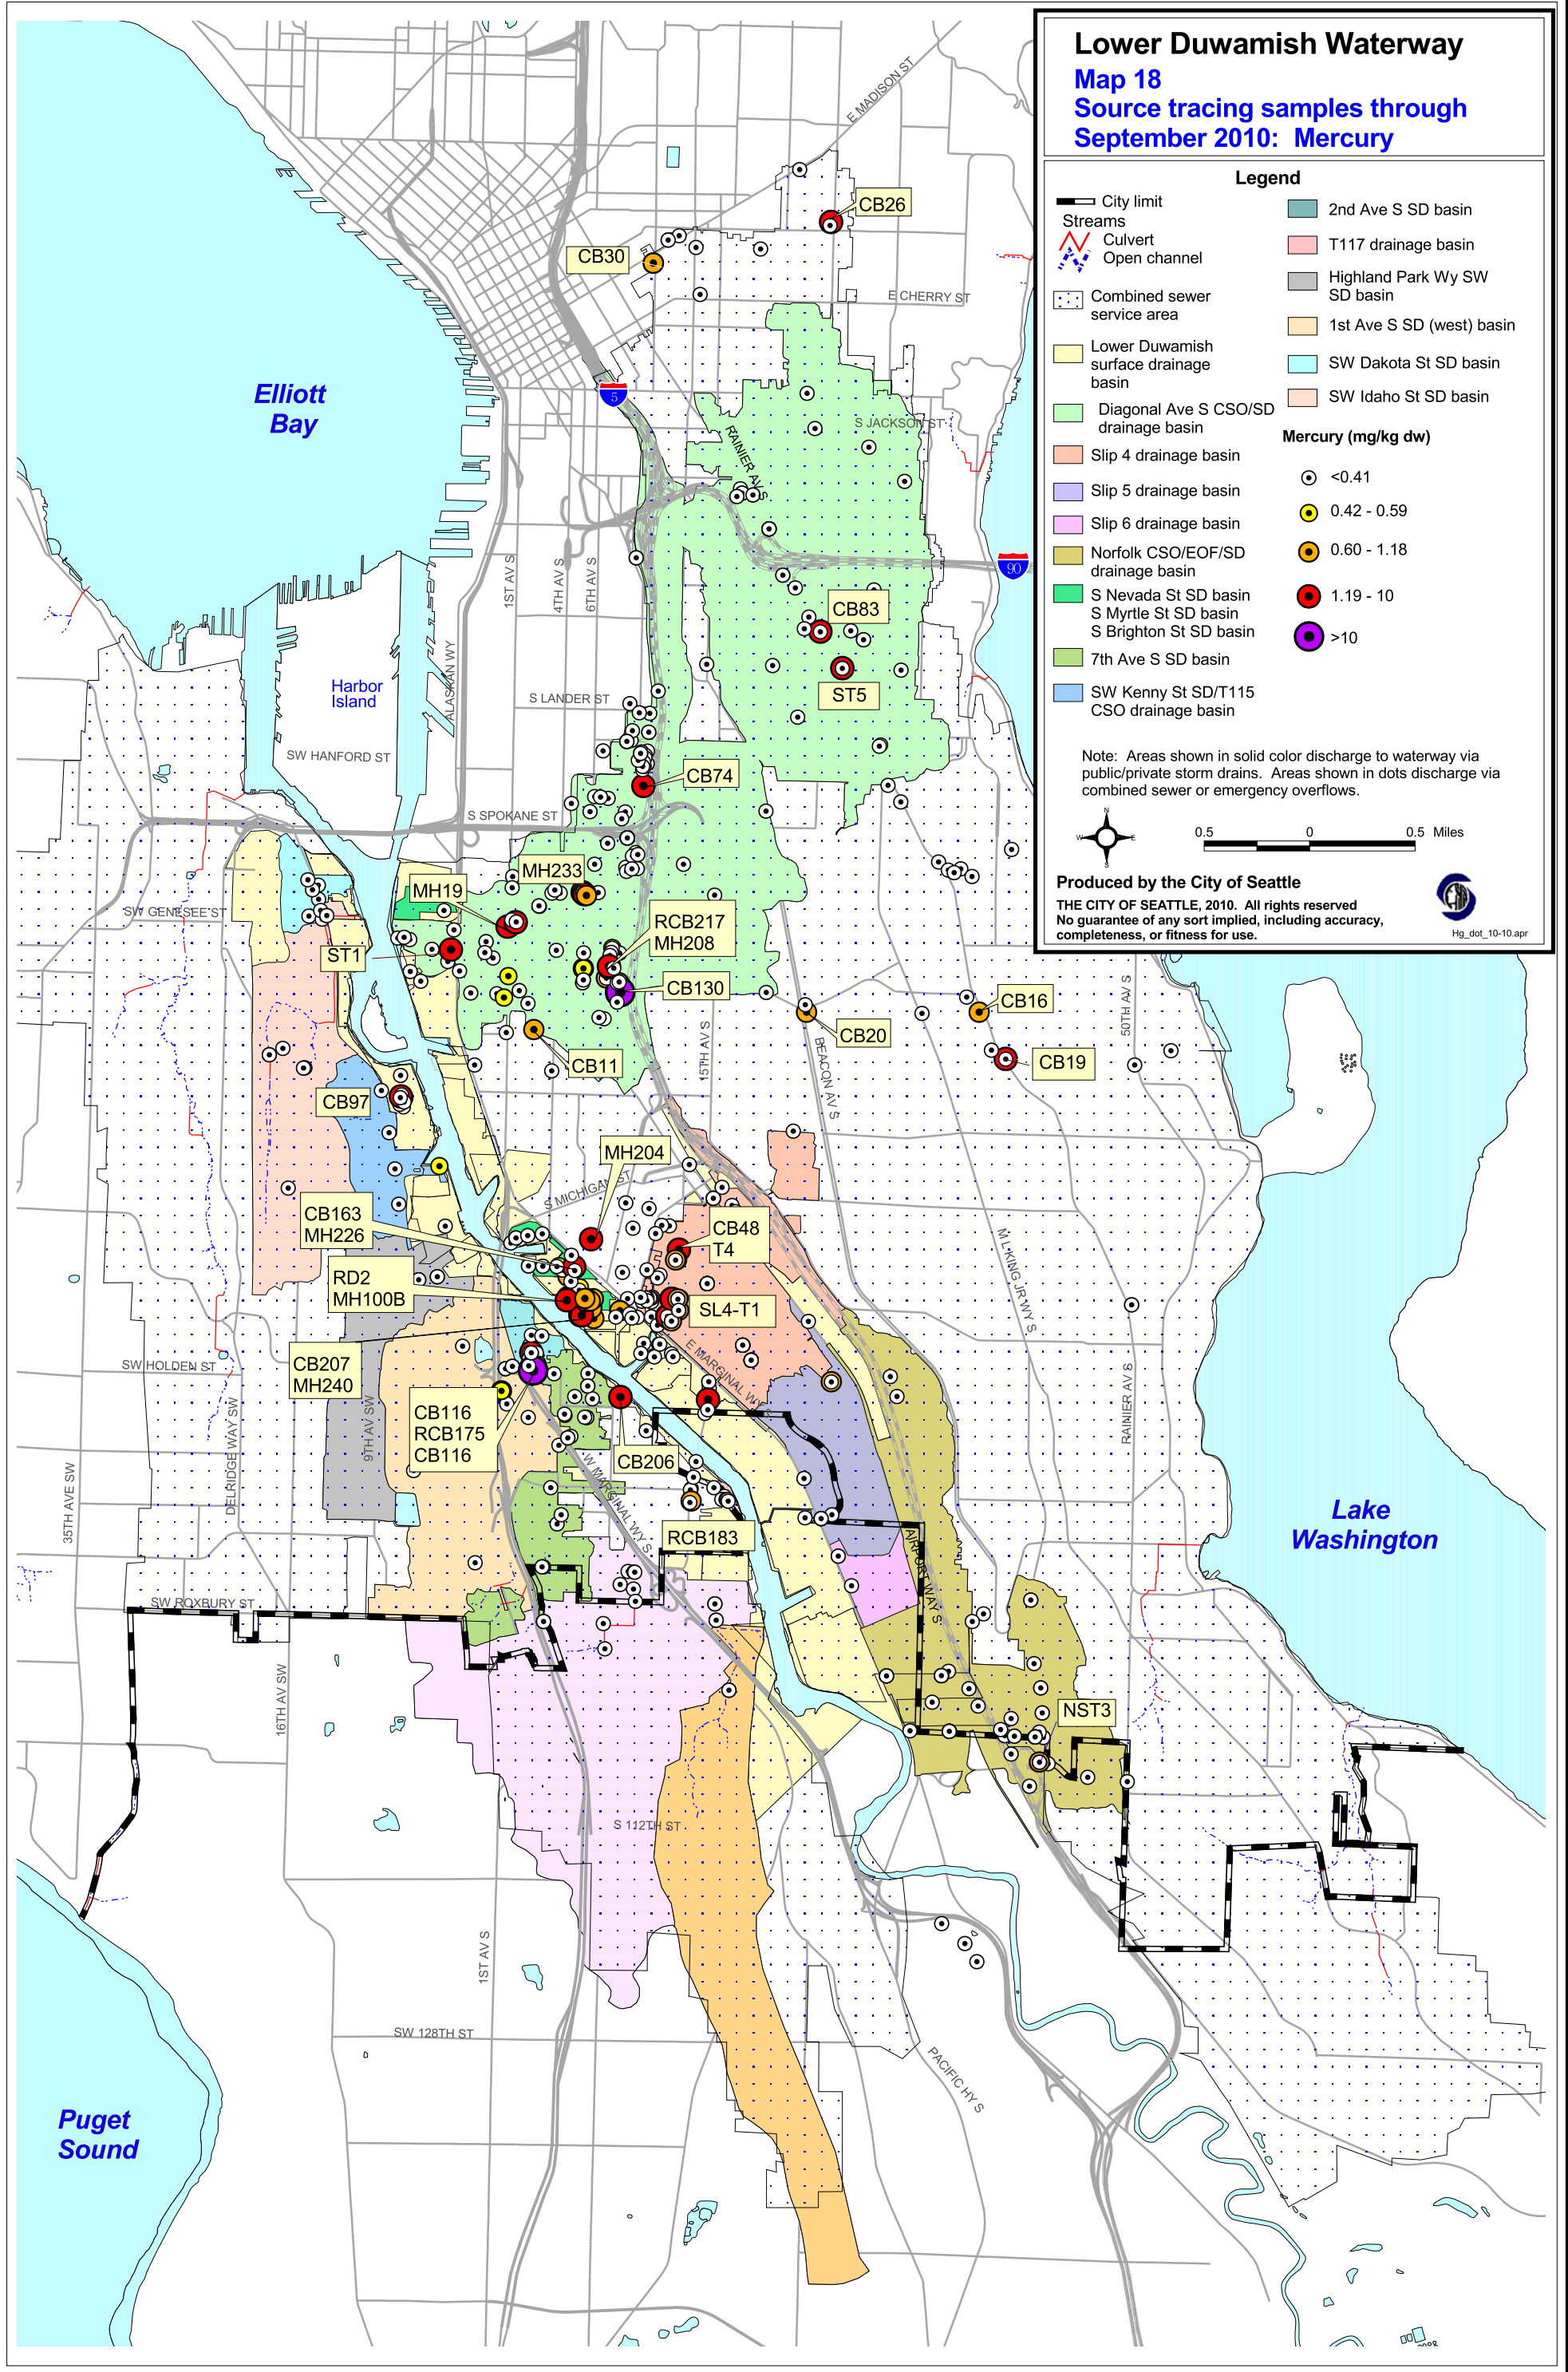 Lower Duwamish Waterway
Map 18
Source tracing samples through
September 2010:  Mercury
Legend
City limit
Streams
Culvert
Open channel
Combined sewer
service area
Lower Duwamish
surface drainage
basin
Diagonal Ave S CSO/SD
drainage basin
Slip 4 drainage basin
Slip 5 drainage basin
Slip 6 drainage basin
Norfolk CSO/EOF/SD
drainage basin
S Nevada St SD basin
S Myrtle St SD basin
S Brighton St SD basin
7th Ave S SD basin
SW Kenny St SD/T115
CSO drainage basin
2nd Ave S SD basin
T117 drainage basin
Highland Park Wy SW
SD basin
1st Ave S SD (west) basin
SW Dakota St SD basin
SW Idaho St SD basin
Mercury (mg/kg dw)
<0.41
0.42 - 0.59
0.60 - 1.18
1.19 - 10
>10
Note:  Areas shown in solid color discharge to waterway via
public/private storm drains.  Areas shown in dots discharge via
combined sewer or emergency overflows.
N
W
E
S
0.5
0
0.5 Miles
Produced by the City of Seattle
THE CITY OF SEATTLE, 2010.  All rights reserved
No guarantee of any sort implied, including accuracy,
completeness, or fitness for use.
Hg_dot_10-10.apr
E MADISON ST
CB26
CB30
E CHERRY ST
Elliott
Bay
5
S JACKSON ST
RAINIER AV S
90
1ST AV S
4TH AV S
6TH AV S
CB83
ST5
Harbor
Island
ALASKAN WY
S LANDER ST
SW HANFORD ST
CB74
S SPOKANE ST
MH233
MH19
SW GENESEE ST
RCB217
MH208
ST1
CB130
CB16
CB20
50TH AV S
CB11
CB19
15TH AV S
BEACON AV S
CB97
MH204
S MICHIGAN ST
CB163
MH226
CB48
T4
M L KING JR WY S
RD2
MH100B
SL4-T1
E MARGINAL WY S
SW HOLDEN ST
CB207
MH240
CB116
RCB175
CB116
9TH AV SW
DELRIDGE WAY SW
35TH AVE SW
RAINIER AV S
CB206
W MARGINAL WY S
Lake
Washington
RCB183
AIRPORT WAY S
SW ROXBURY ST
16TH AV SW
NST3
S 112TH ST
1ST AV S
SW 128TH ST
PACIFIC HY S
Puget
Sound